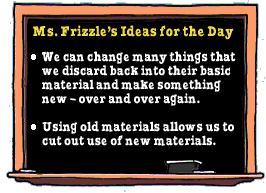 Ms. Frizzle's Ideas for the Day
• We can change many things that
we discard back into their basic
material and make something
new – over and over again.
• Using old materials allows us to
cut out use of new materials.